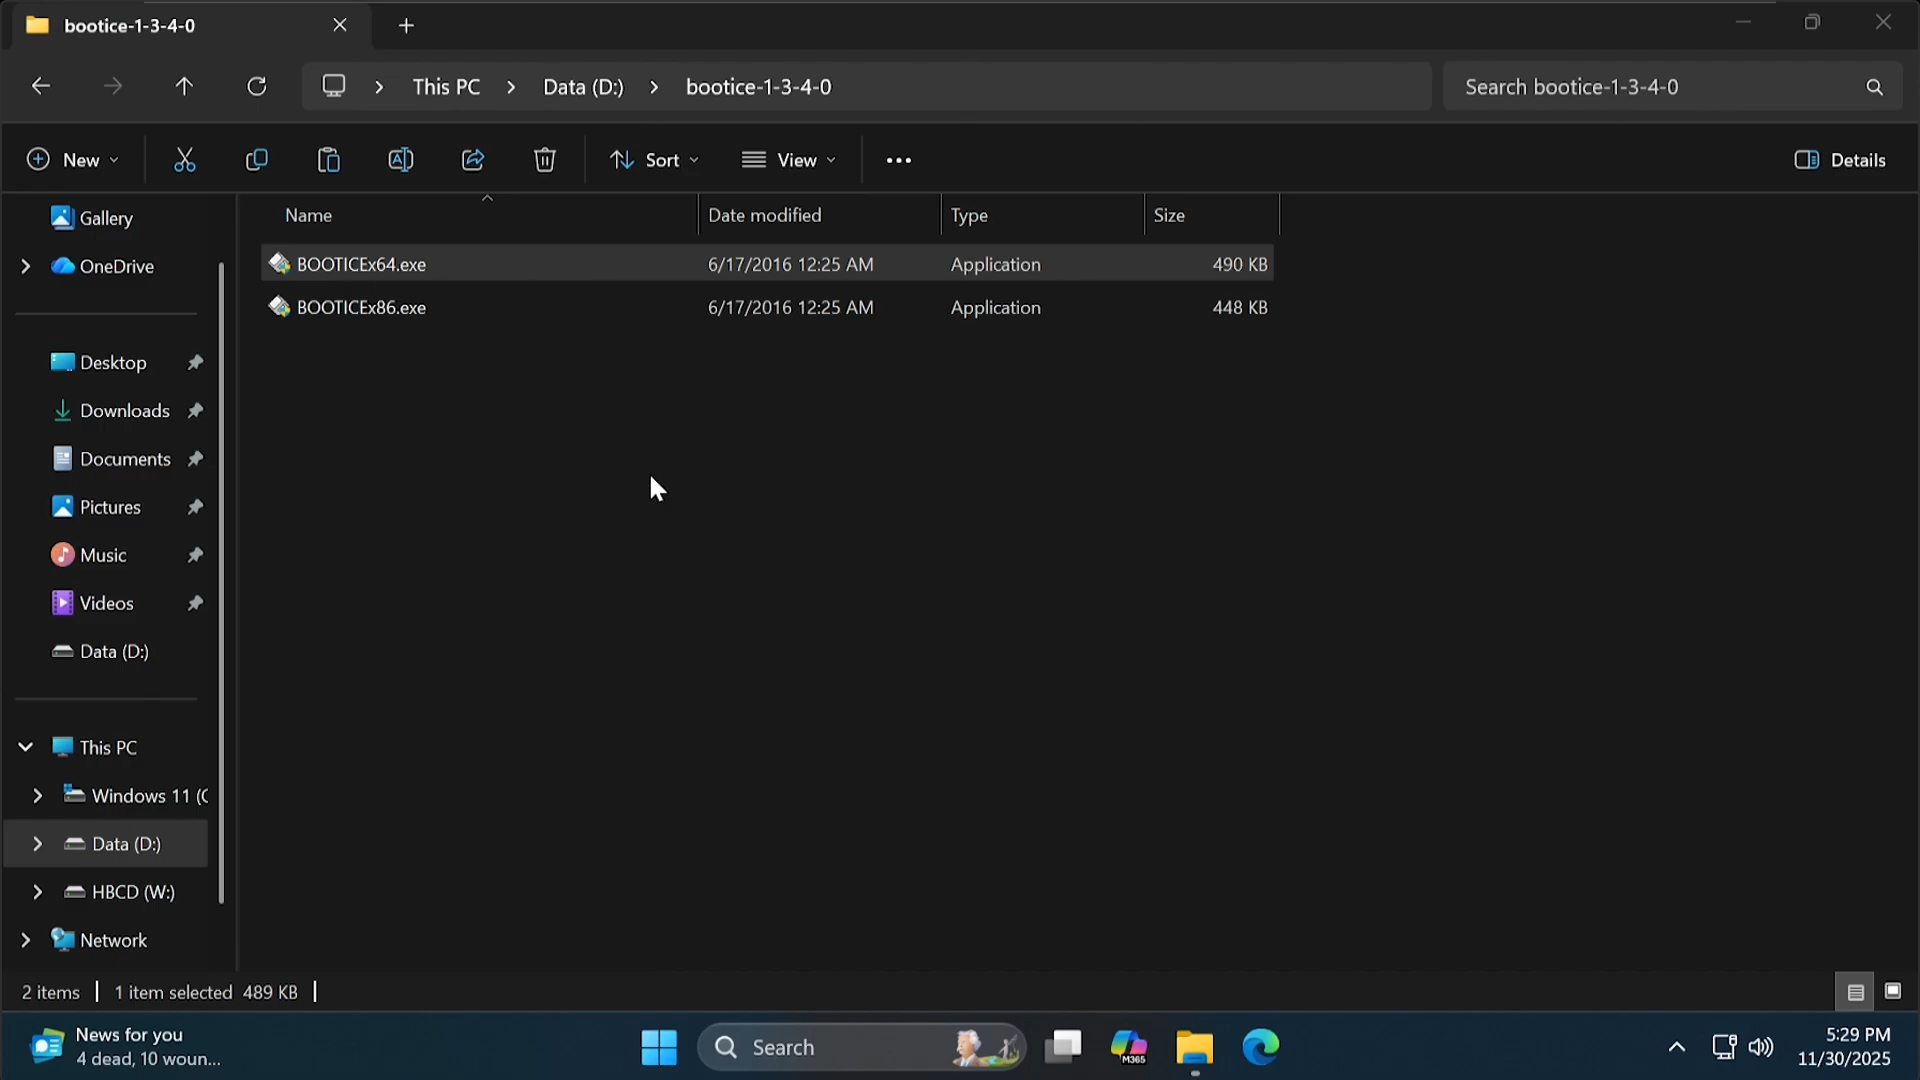 bootice-1-3-4-0
This PC
Data (D:)
bootice-1-3-4-0
Search bootice-1-3-4-0
New
Sort
View
Details
Gallery
OneDrive
Desktop
Downloads
Documents
Pictures
Music
Videos
Data (D:)
This PC
Windows 11 (C
Data (D:)
HBCD (W:)
Network
Name Date modified Type Size
BOOTICEx64.exe 6/17/2016 12:25 AM Application 490 KB
BOOTICEx86.exe 6/17/2016 12:25 AM Application 448 KB
2 items 1 item selected 489 KB
News for you
4 dead, 10 woun...
Search
M365
5:29 PM
11/30/2025